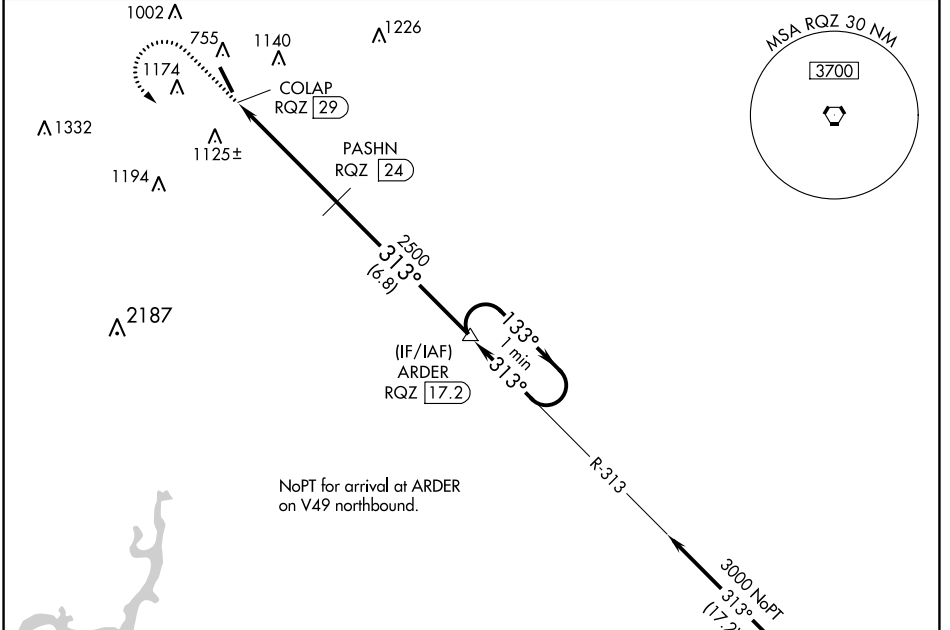 1002
755
1140
1226
1174
COLAP
RQZ 29
1332
1125±
PASHN
RQZ 24
1194
MSA RQZ 30 NM
3700
2500
313°
(6.8)
2187
133°
1 min
313°
(IF/IAF)
ARDER
RQZ 17.2
R-313
NoPT for arrival at ARDER
on V49 northbound.
3000 NoPT
313°
(17.2)